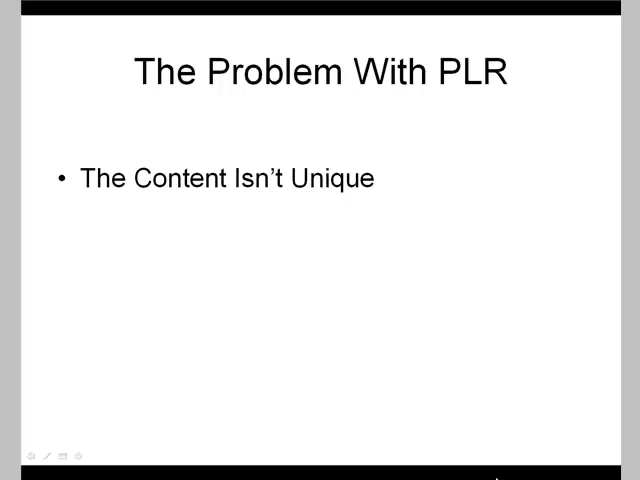 The Problem With PLR
• The Content Isn't Unique